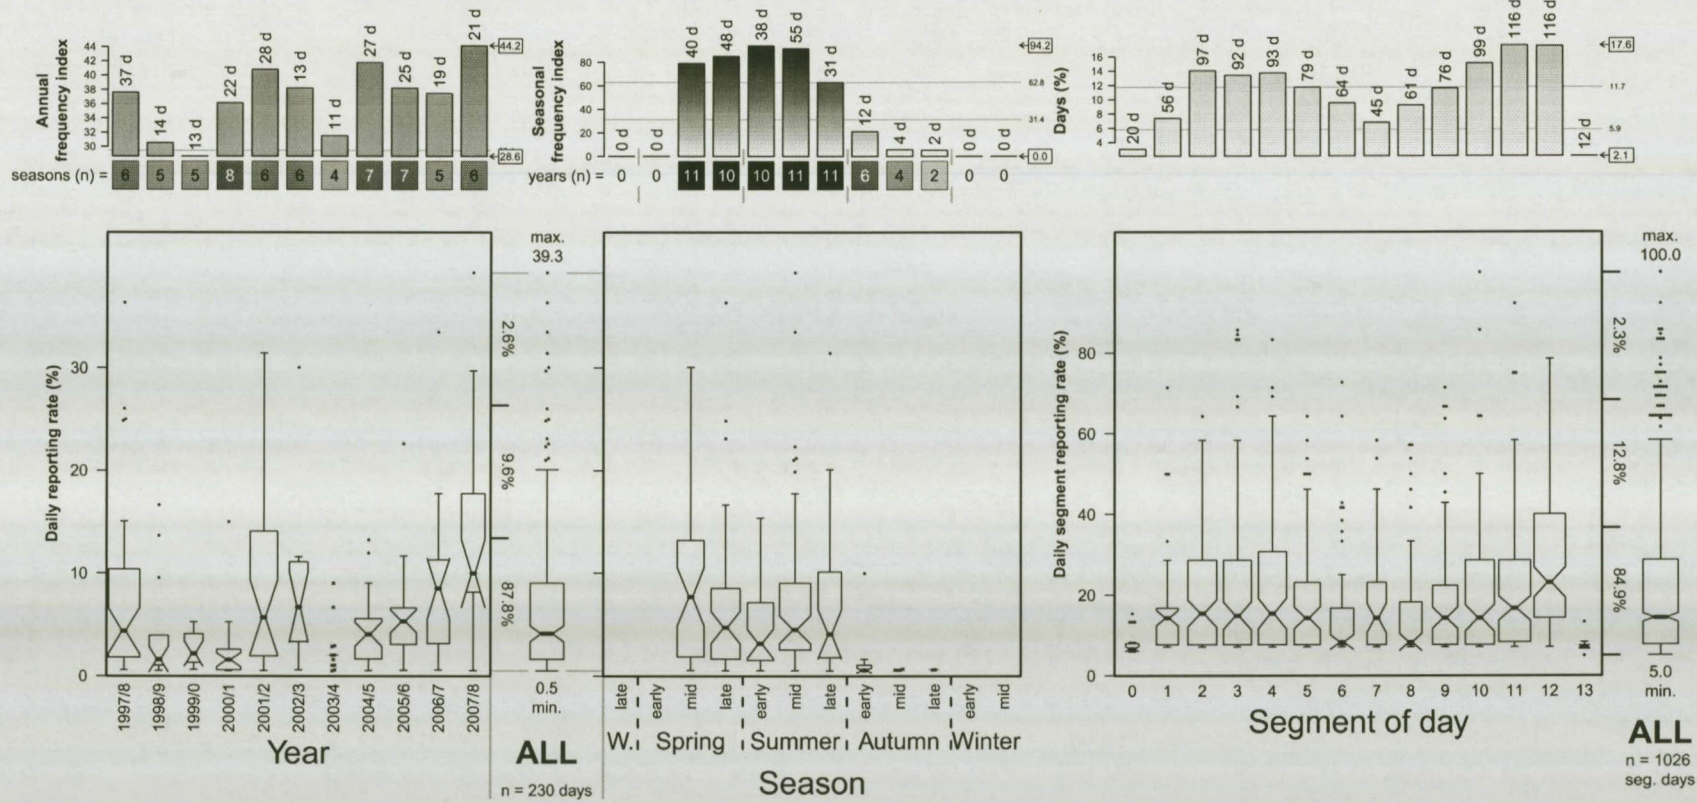 Annual
frequency index
44
42
40
38
36
34
32
30
37 d
14 d
13 d
22 d
28 d
13 d
11 d
27 d
25 d
19 d
21 d
44.2
28.6
seasons (n) = 6 5 5 8 6 6 4 7 7 5 6
Seasonal
frequency index
80
60
40
20
0
0 d
0 d
40 d
48 d
38 d
55 d
31 d
12 d
4 d
2 d
0 d
0 d
94.2
62.8
31.4
0.0
years (n) = 0 0 11 10 10 11 11 6 4 2 0 0
Days (%)
16
14
12
10
8
6
4
20 d
56 d
97 d
92 d
93 d
79 d
64 d
45 d
61 d
76 d
99 d
116 d
116 d
12 d
17.6
11.7
5.9
2.1
Daily reporting rate (%)
30
20
10
0
1997/8
1998/9
1999/0
2000/1
2001/2
2002/3
2003/4
2004/5
2005/6
2006/7
2007/8
Year
max.
39.3
2.6%
9.6%
87.8%
0.5
min.
ALL
n = 230 days
late
early
mid
late
early
mid
late
early
mid
late
early
mid
W. Spring Summer Autumn Winter
Season
Daily segment reporting rate (%)
80
60
40
20
0
0 1 2 3 4 5 6 7 8 9 10 11 12 13
Segment of day
max.
100.0
2.3%
12.8%
84.9%
5.0
min.
ALL
n = 1026
seg. days